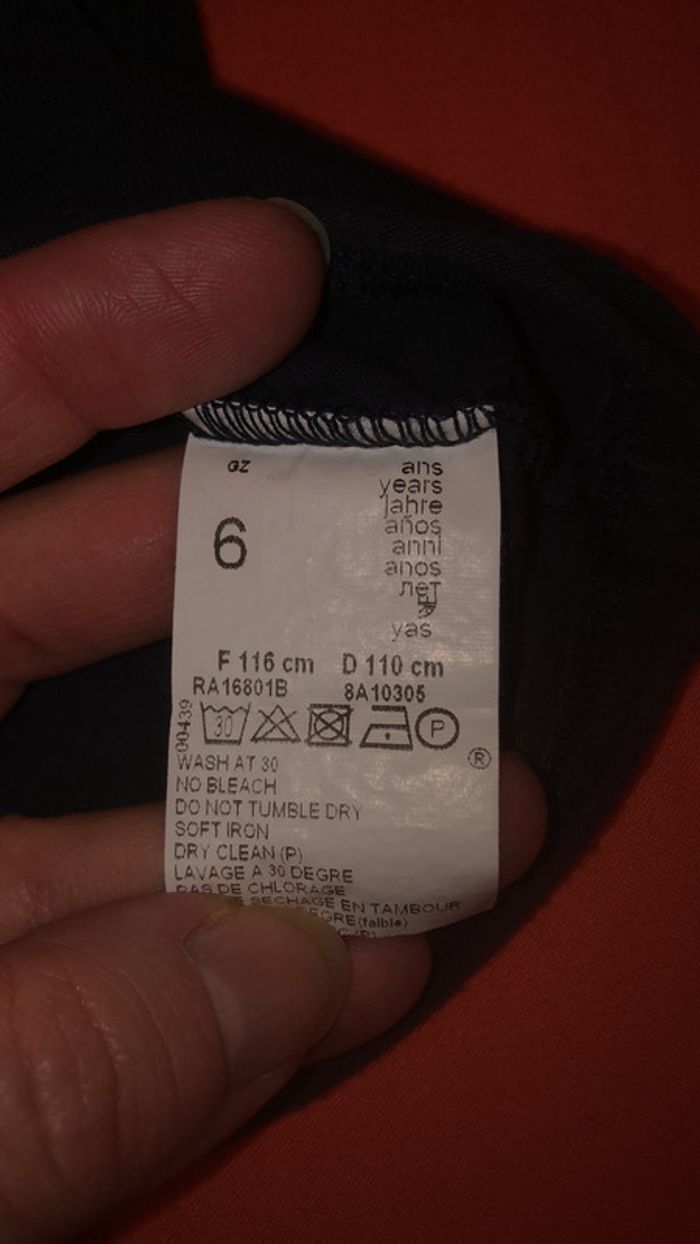 GZ
6
ans
years
jahre
años
anni
anos
лет
yas
F 116 cm D 110 cm
RA16801B 8A10305
00439
30
P
®
WASH AT 30
NO BLEACH
DO NOT TUMBLE DRY
SOFT IRON
DRY CLEAN (P)
LAVAGE A 30 DEGRE
PAS DE CHLORAGE
SECHAGE EN TAMBOUR
(faible)
(P)